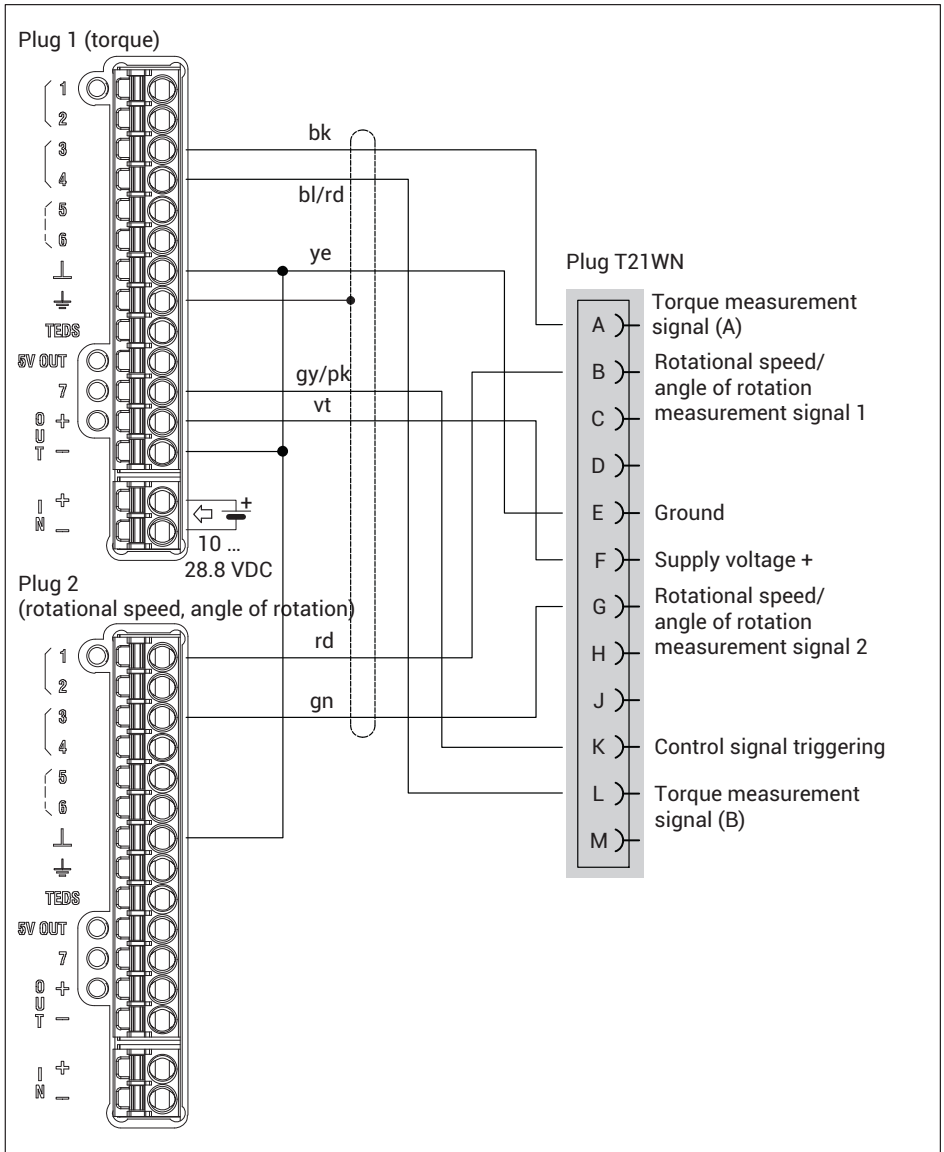 Plug 1 (torque)
1
2
3
4
5
6
TEDS
5V OUT
7
OUT
+
−
IN
+
−
bk
bl/rd
ye
gy/pk
vt
+
10 ...
28.8 VDC
Plug 2
(rotational speed, angle of rotation)
1
2
3
4
5
6
TEDS
5V OUT
7
OUT
+
−
IN
+
−
rd
gn
Plug T21WN
A
Torque measurement
signal (A)
B
Rotational speed/
angle of rotation
measurement signal 1
C
D
E
Ground
F
Supply voltage +
G
Rotational speed/
angle of rotation
measurement signal 2
H
J
K
Control signal triggering
L
Torque measurement
signal (B)
M